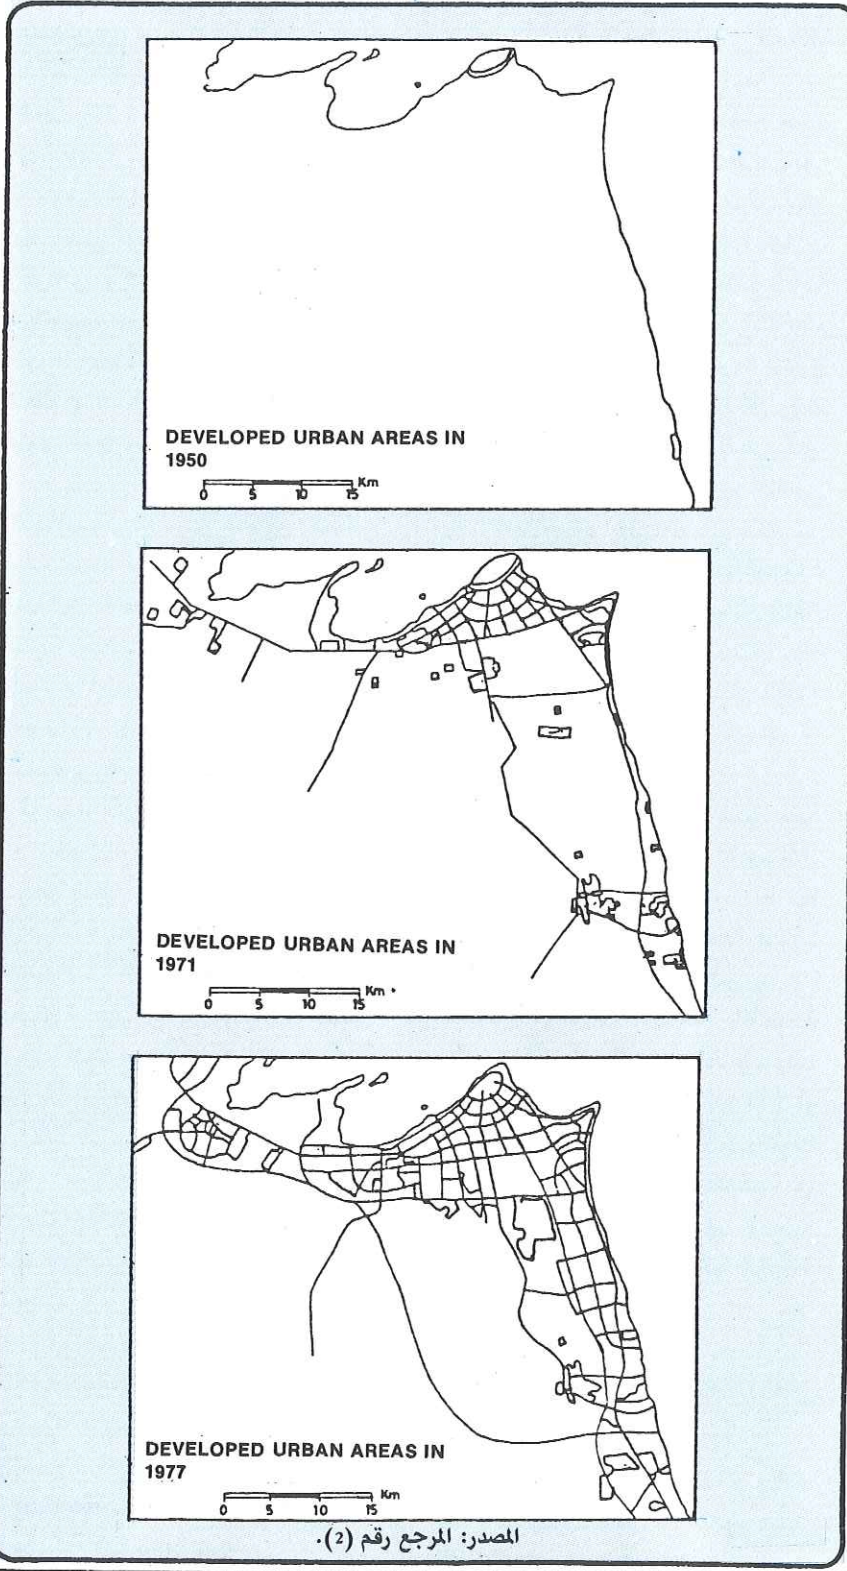 DEVELOPED URBAN AREAS IN
1950
0 5 10 15 Km
DEVELOPED URBAN AREAS IN
1971
0 5 10 15 Km
DEVELOPED URBAN AREAS IN
1977
0 5 10 15 Km
المصدر: المرجع رقم (2).